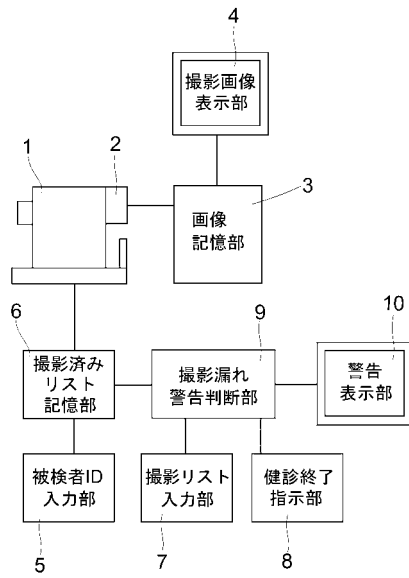 4
撮影画像
表示部
1
2
3
画像
記憶部
6
撮影済み
リスト
記憶部
9
撮影漏れ
警告判断部
10
警告
表示部
被検者ID
入力部
5
撮影リスト
入力部
7
健診終了
指示部
8